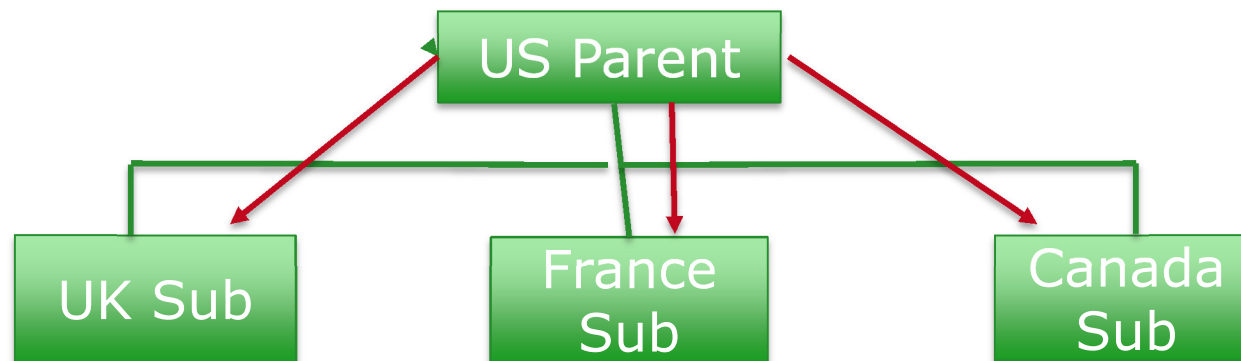 US Parent
UK Sub
France
Sub
Canada
Sub